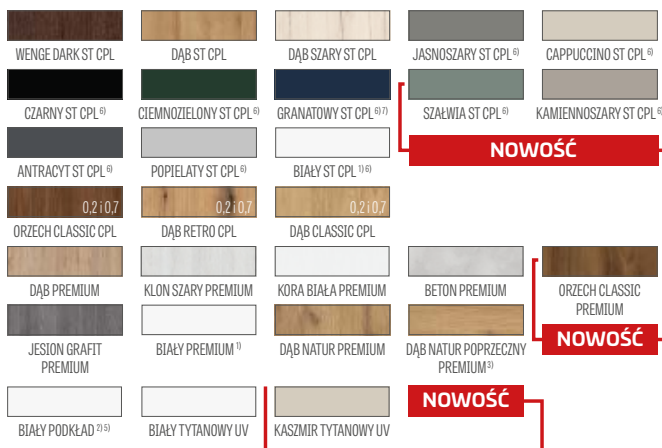 WENGE DARK ST CPL DĄB ST CPL DĄB SZARY ST CPL JASNOSZARY ST CPL 6) CAPPUCCINO ST CPL 6)
CZARNY ST CPL 6) CIEMNOZIELONY ST CPL 6) GRANATOWY ST CPL 6) 7) SZAŁWIA ST CPL 6) KAMIENNOSZARY ST CPL 6)
NOWOŚĆ
ANTRACYT ST CPL 6) POPIELATY ST CPL 6) BIAŁY ST CPL 1) 6)
0,2 i 0,7 0,2 i 0,7 0,2 i 0,7
ORZECH CLASSIC CPL DĄB RETRO CPL DĄB CLASSIC CPL
DĄB PREMIUM KLON SZARY PREMIUM KORA BIAŁA PREMIUM BETON PREMIUM ORZECH CLASSIC
PREMIUM
NOWOŚĆ
JESION GRAFIT BIAŁY PREMIUM 1) DĄB NATUR PREMIUM DĄB NATUR POPRZECZNY
PREMIUM PREMIUM 3)
NOWOŚĆ
BIAŁY PODKŁAD 2) 5) BIAŁY TYTANOWY UV KASZMIR TYTANOWY UV